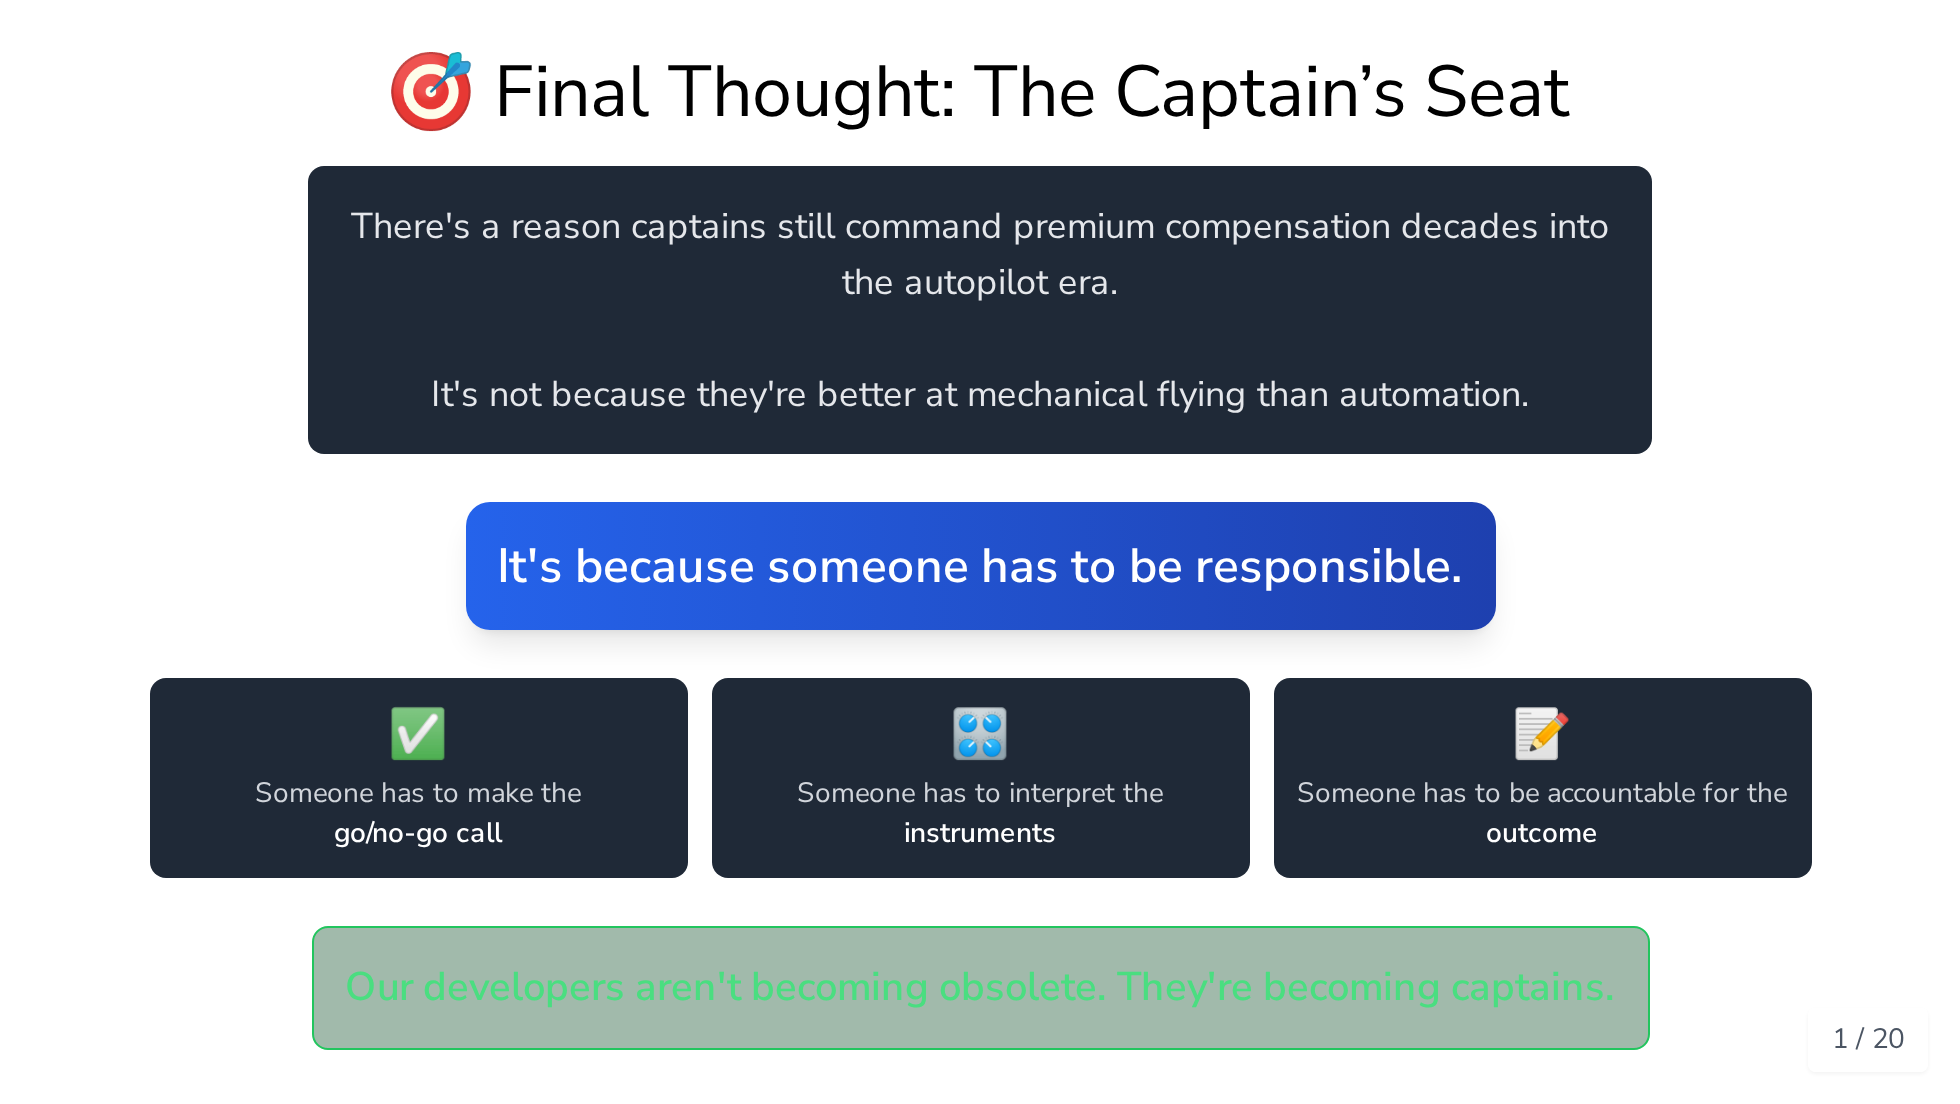 🎯 Final Thought: The Captain’s Seat
There's a reason captains still command premium compensation decades into
the autopilot era.
It's not because they're better at mechanical flying than automation.
It's because someone has to be responsible.
Someone has to make the
go/no-go call
Someone has to interpret the
instruments
Someone has to be accountable for the
outcome
Our developers aren't becoming obsolete. They're becoming captains.
1 / 20